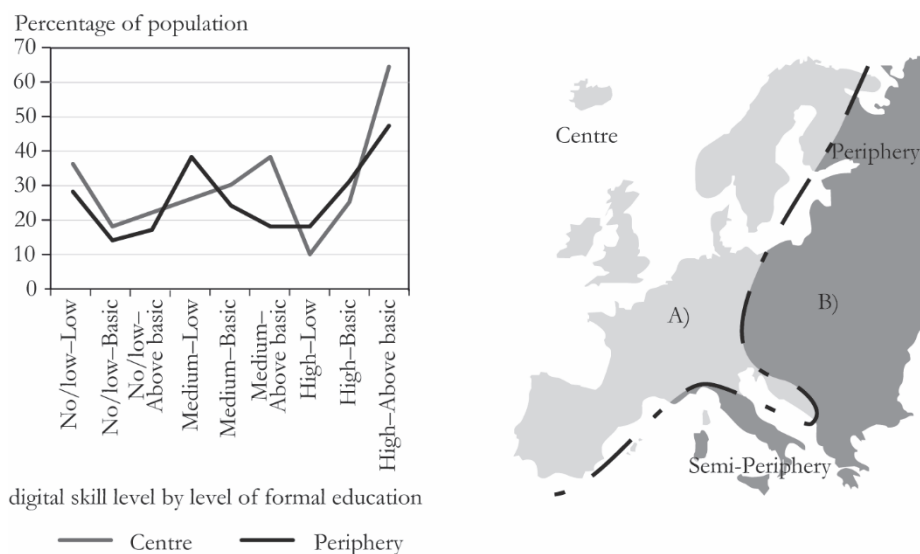 Percentage of population
70
60
50
40
30
20
10
0
No/low–Low
No/low–Basic
No/low–
Above basic
Medium–Low
Medium–Basic
Medium–
Above basic
High–Low
High–Basic
High–Above basic
digital skill level by level of formal education
Centre
Periphery
Centre
Periphery
A)
B)
Semi-Periphery